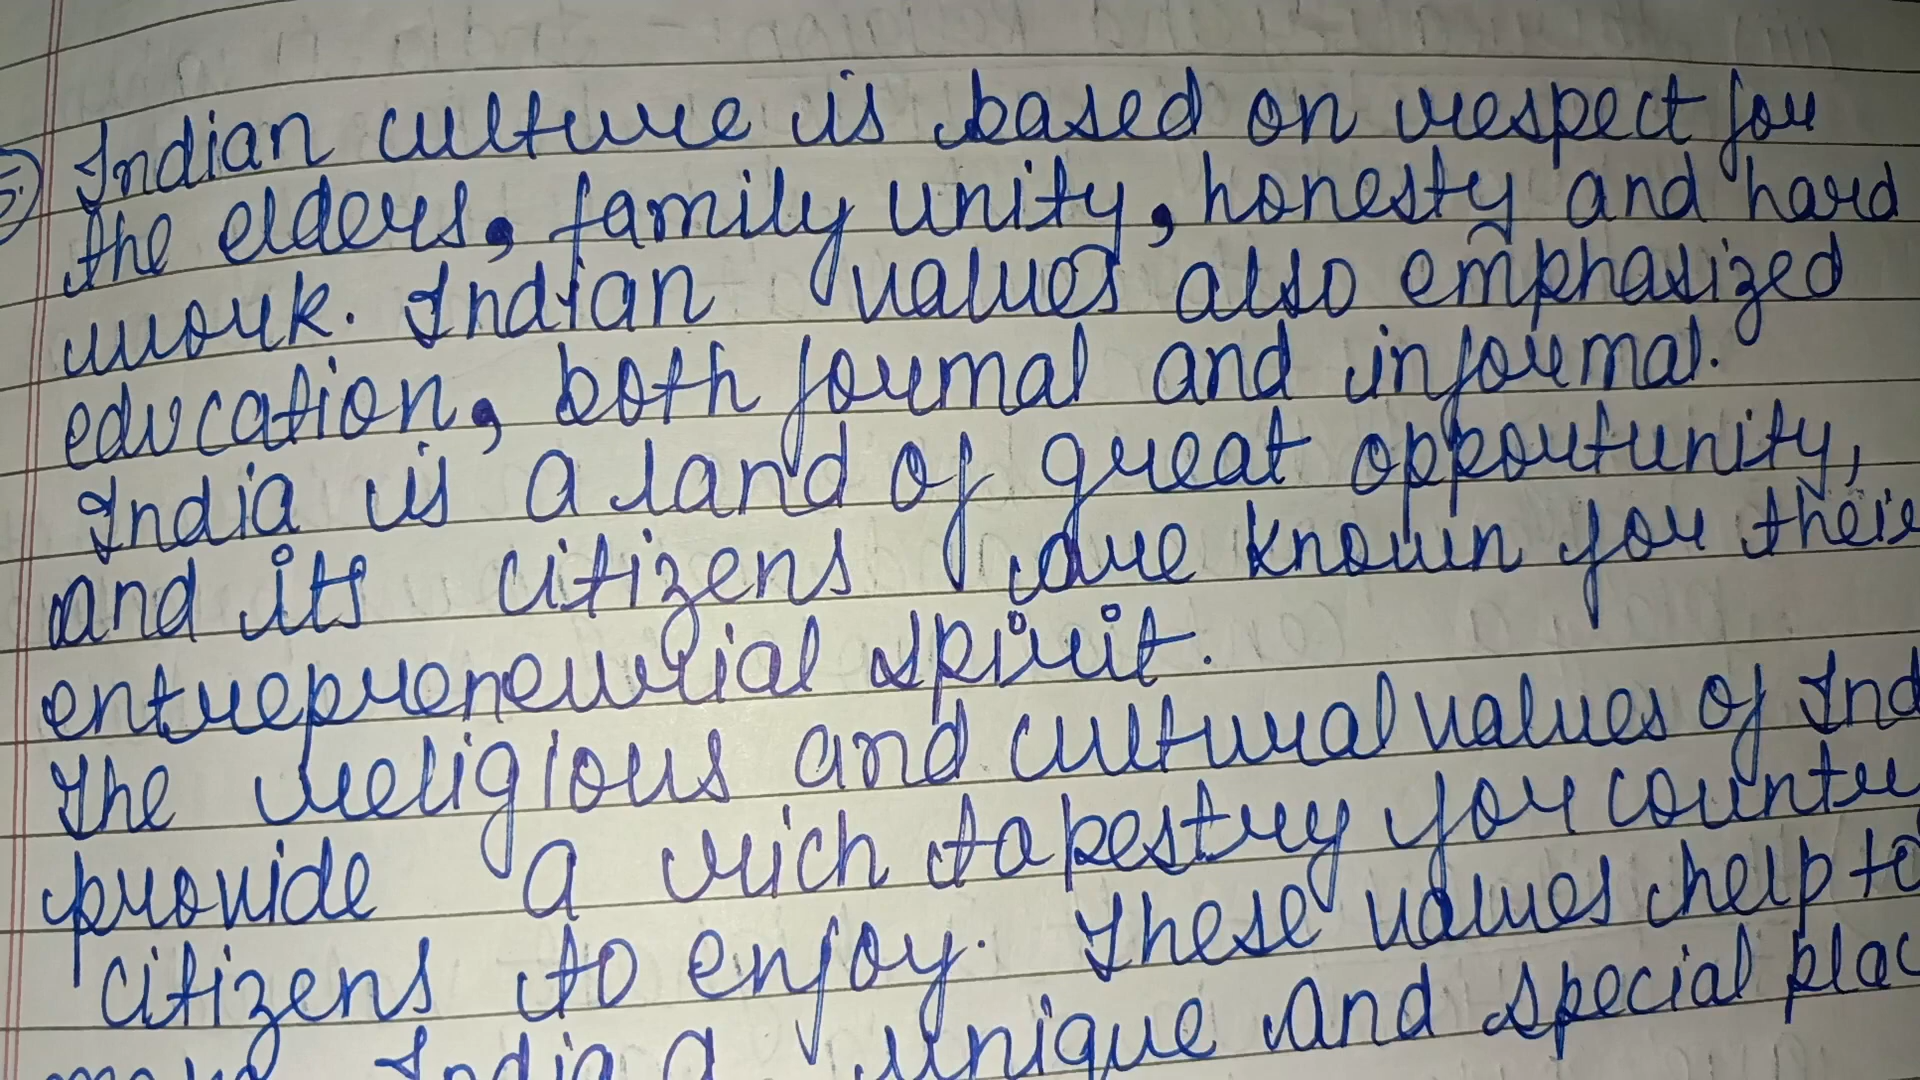 5. Indian culture is based on respect for
the elders, family unity, honesty and hard
work. Indian values also emphasized
education, both formal and informal.
India is a land of great opportunity,
and its citizens are known for their
entrepreneurial spirit.
The religious and cultural values of Ind
provide a rich tapestry for countr
citizens to enjoy. These values help to
make India a unique and special plac